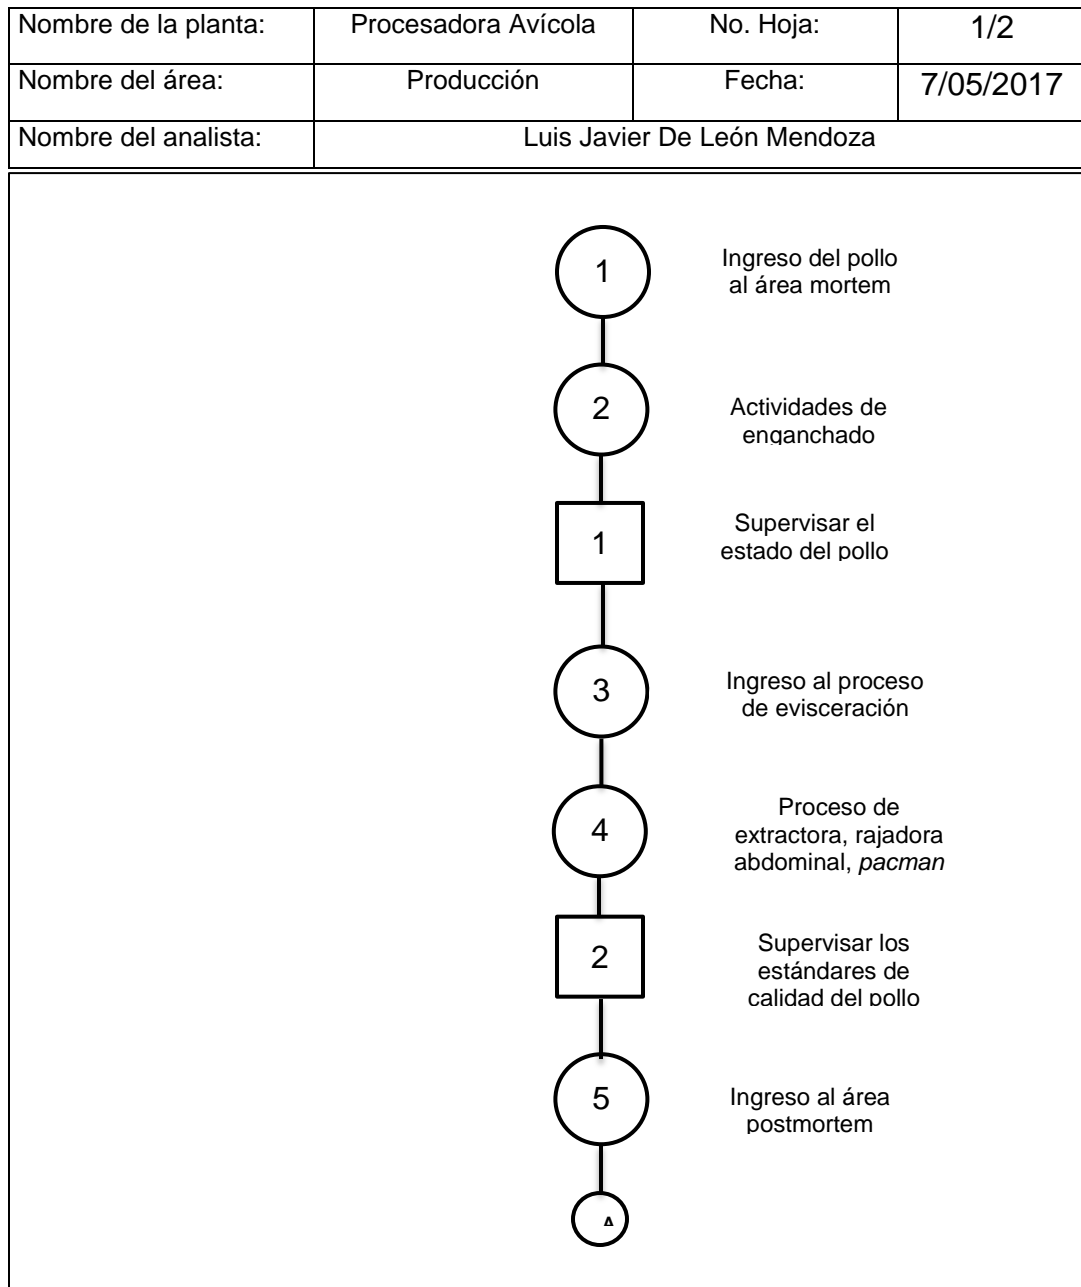 Nombre de la planta: Procesadora Avícola No. Hoja: 1/2
Nombre del área: Producción Fecha: 7/05/2017
Nombre del analista: Luis Javier De León Mendoza
1
Ingreso del pollo
al área mortem
2
Actividades de
enganchado
1
Supervisar el
estado del pollo
3
Ingreso al proceso
de evisceración
4
Proceso de
extractora, rajadora
abdominal, pacman
2
Supervisar los
estándares de
calidad del pollo
5
Ingreso al área
postmortem
A